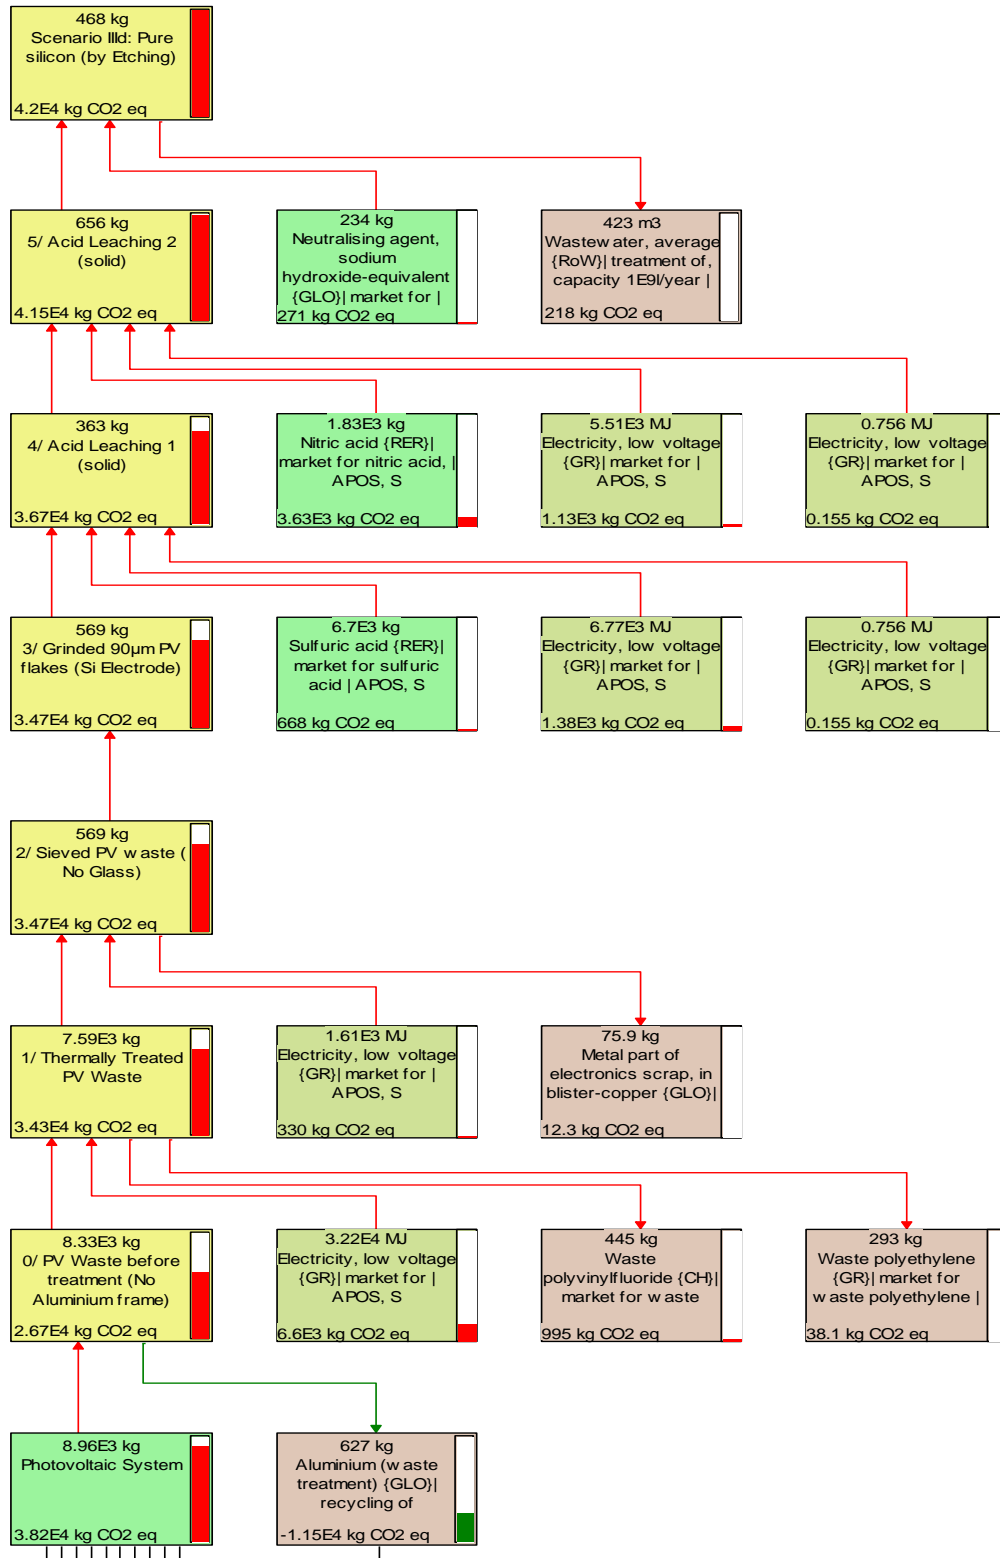 468 kg
Scenario IIId: Pure
silicon (by Etching)
4.2E4 kg CO2 eq
656 kg
5/ Acid Leaching 2
(solid)
4.15E4 kg CO2 eq
234 kg
Neutralising agent,
sodium
hydroxide-equivalent
{GLO}| market for |
271 kg CO2 eq
423 m3
Wastewater, average
{RoW}| treatment of,
capacity 1E9l/year |
218 kg CO2 eq
363 kg
4/ Acid Leaching 1
(solid)
3.67E4 kg CO2 eq
1.83E3 kg
Nitric acid {RER}|
market for nitric acid, |
APOS, S
3.63E3 kg CO2 eq
5.51E3 MJ
Electricity, low voltage
{GR}| market for |
APOS, S
1.13E3 kg CO2 eq
0.756 MJ
Electricity, low voltage
{GR}| market for |
APOS, S
0.155 kg CO2 eq
569 kg
3/ Grinded 90µm PV
flakes (Si Electrode)
3.47E4 kg CO2 eq
6.7E3 kg
Sulfuric acid {RER}|
market for sulfuric
acid | APOS, S
668 kg CO2 eq
6.77E3 MJ
Electricity, low voltage
{GR}| market for |
APOS, S
1.38E3 kg CO2 eq
0.756 MJ
Electricity, low voltage
{GR}| market for |
APOS, S
0.155 kg CO2 eq
569 kg
2/ Sieved PV waste (
No Glass)
3.47E4 kg CO2 eq
7.59E3 kg
1/ Thermally Treated
PV Waste
3.43E4 kg CO2 eq
1.61E3 MJ
Electricity, low voltage
{GR}| market for |
APOS, S
330 kg CO2 eq
75.9 kg
Metal part of
electronics scrap, in
blister-copper {GLO}|
12.3 kg CO2 eq
8.33E3 kg
0/ PV Waste before
treatment (No
Aluminium frame)
2.67E4 kg CO2 eq
3.22E4 MJ
Electricity, low voltage
{GR}| market for |
APOS, S
6.6E3 kg CO2 eq
445 kg
Waste
polyvinylfluoride {CH}|
market for waste
995 kg CO2 eq
293 kg
Waste polyethylene
{GR}| market for
waste polyethylene |
38.1 kg CO2 eq
8.96E3 kg
Photovoltaic System
3.82E4 kg CO2 eq
627 kg
Aluminium (waste
treatment) {GLO}|
recycling of
-1.15E4 kg CO2 eq